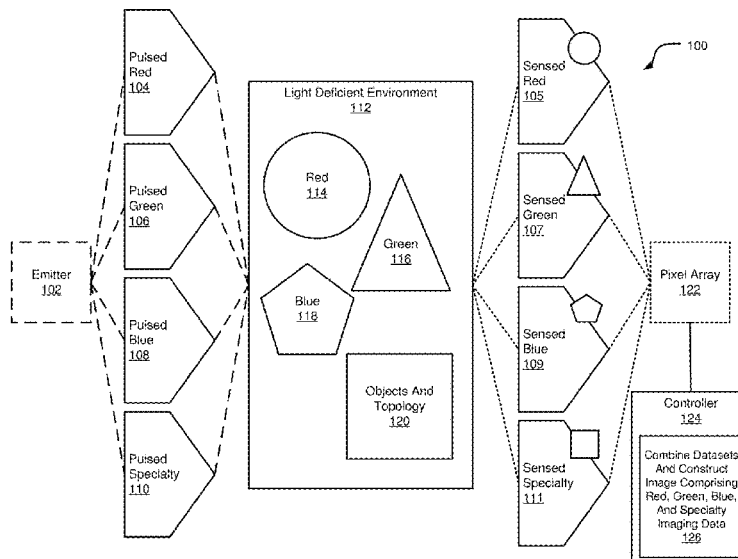 Pulsed
Red
104
Pulsed
Green
106
Emitter
102
Pulsed
Blue
108
Pulsed
Specialty
110
Light Deficient Environment
112
Red
114
Green
116
Blue
118
Objects And
Topology
120
Sensed
Red
105
100
Sensed
Green
107
Pixel Array
122
Sensed
Blue
109
Sensed
Specialty
111
Controller
124
Combine Datasets
And Construct
Image Comprising
Red, Green, Blue,
And Specialty
Imaging Data
126